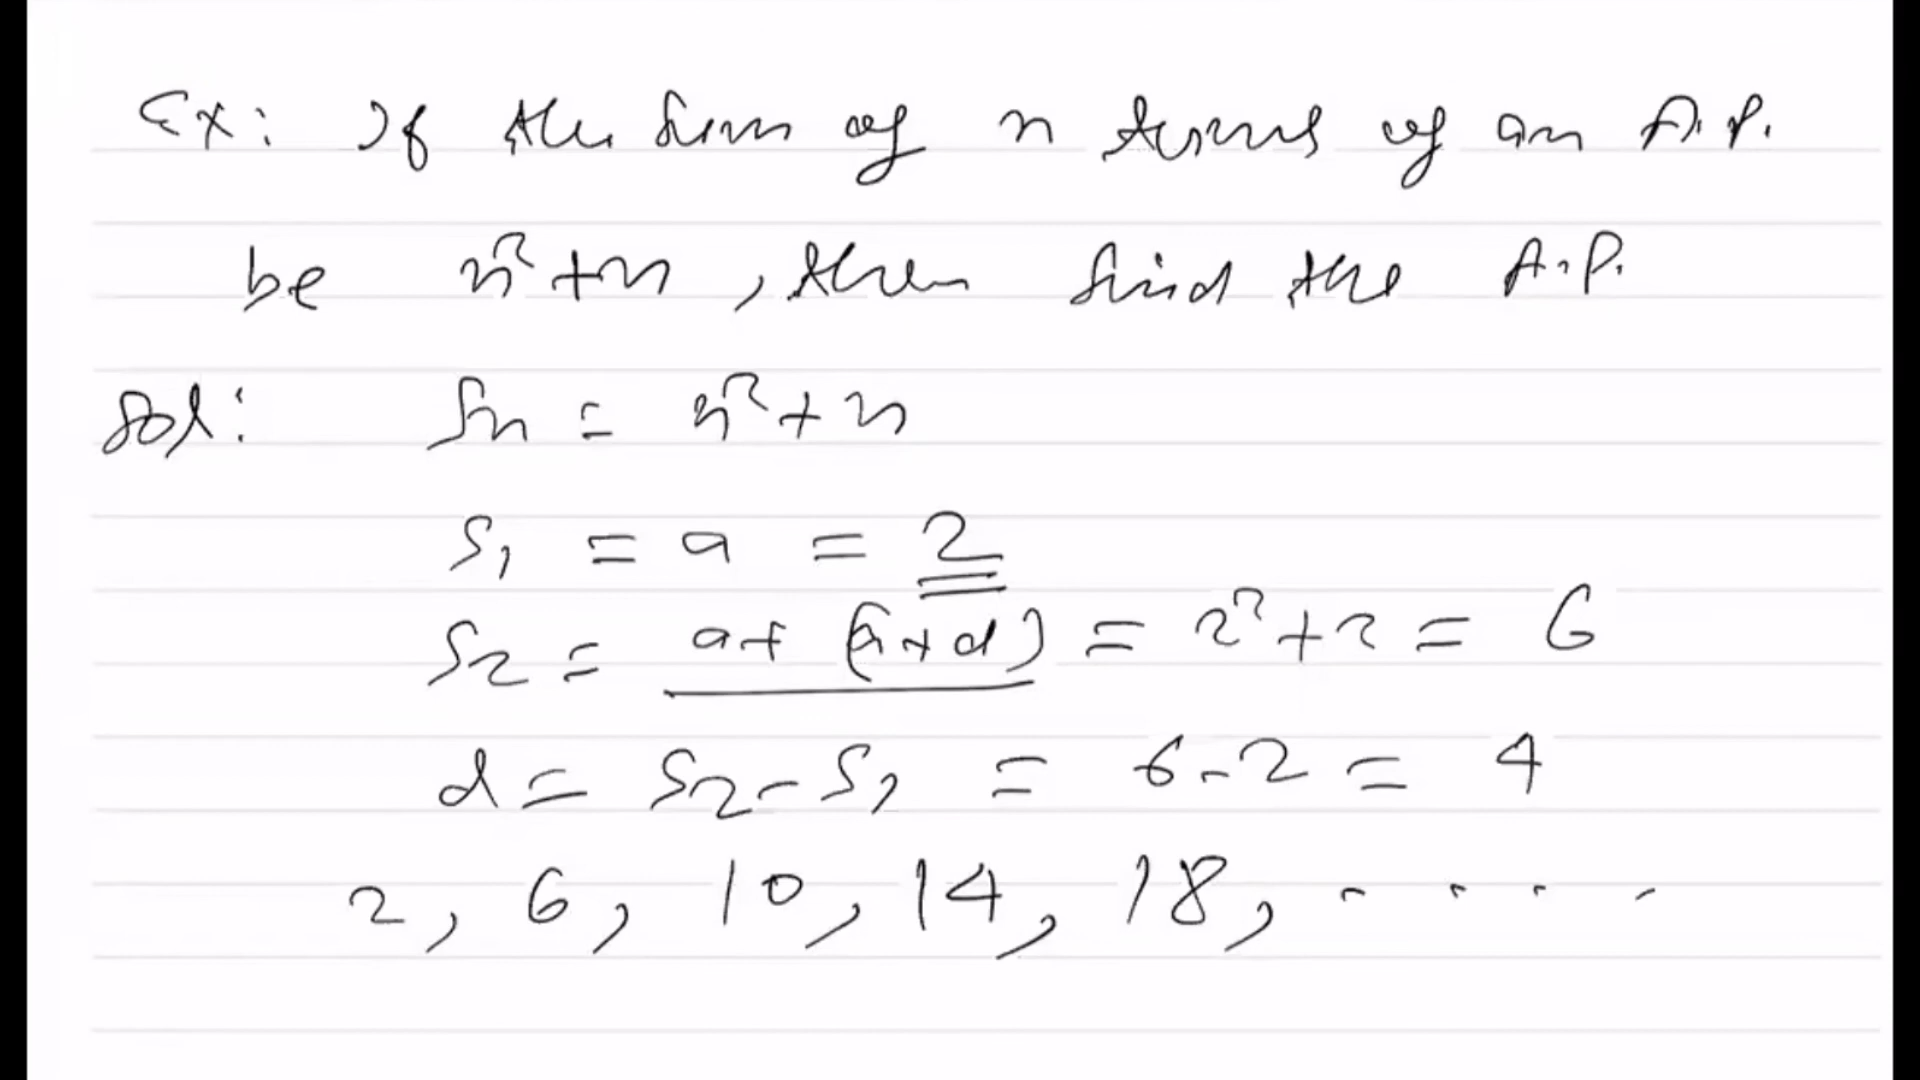 Ex: If the sum of n terms of an A.P.
be n²+n, then find the A.P.
Sol: Sn = n²+n
S₁ = a = 2
S₂ = a+(a+d) = 2²+2 = 6
d = S₂-S₁ = 6-2 = 4
2, 6, 10, 14, 18, . . . .